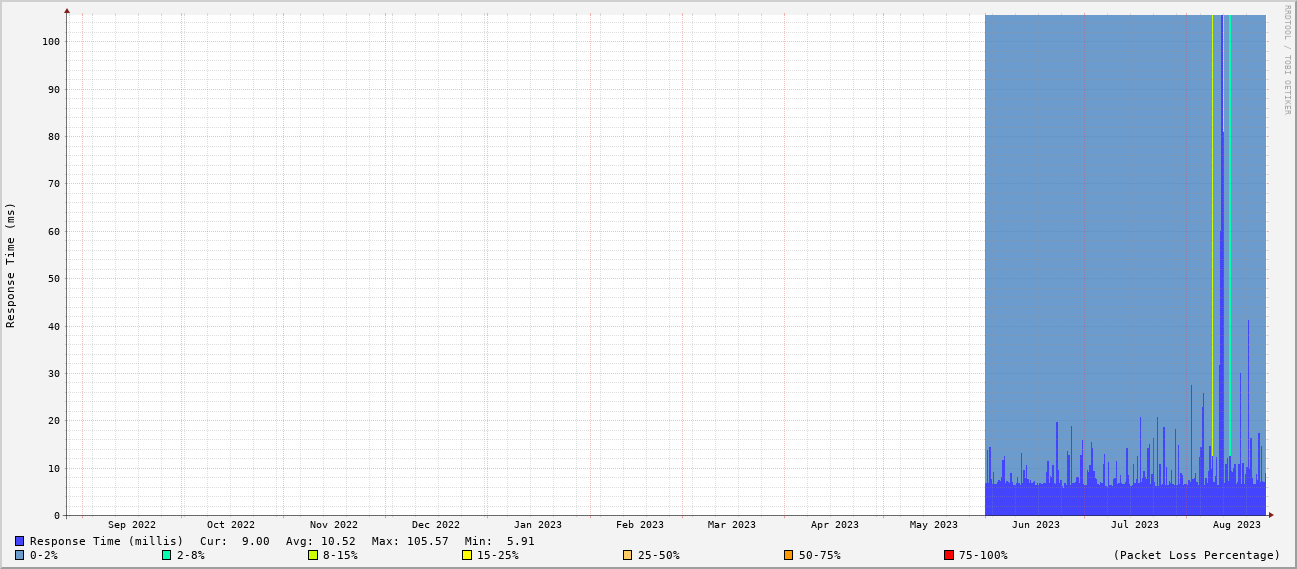 RRDTOOL / TOBI OETIKER
Response Time (ms)
100
90
80
70
60
50
40
30
20
10
0
Sep 2022 Oct 2022 Nov 2022 Dec 2022 Jan 2023 Feb 2023 Mar 2023 Apr 2023 May 2023 Jun 2023 Jul 2023 Aug 2023
Response Time (millis) Cur: 9.00 Avg: 10.52 Max: 105.57 Min: 5.91
0-2% 2-8% 8-15% 15-25% 25-50% 50-75% 75-100% (Packet Loss Percentage)